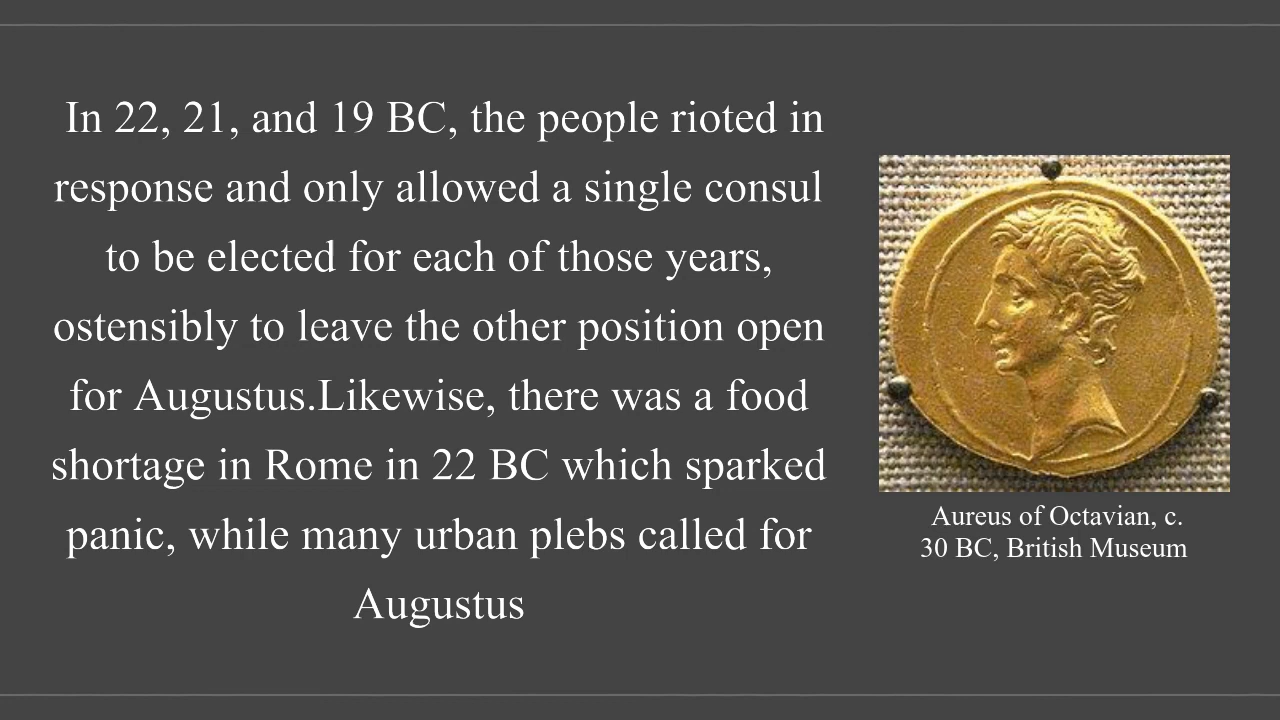 In 22, 21, and 19 BC, the people rioted in
response and only allowed a single consul
to be elected for each of those years,
ostensibly to leave the other position open
for Augustus.Likewise, there was a food
shortage in Rome in 22 BC which sparked
panic, while many urban plebs called for
Augustus
Aureus of Octavian, c.
30 BC, British Museum